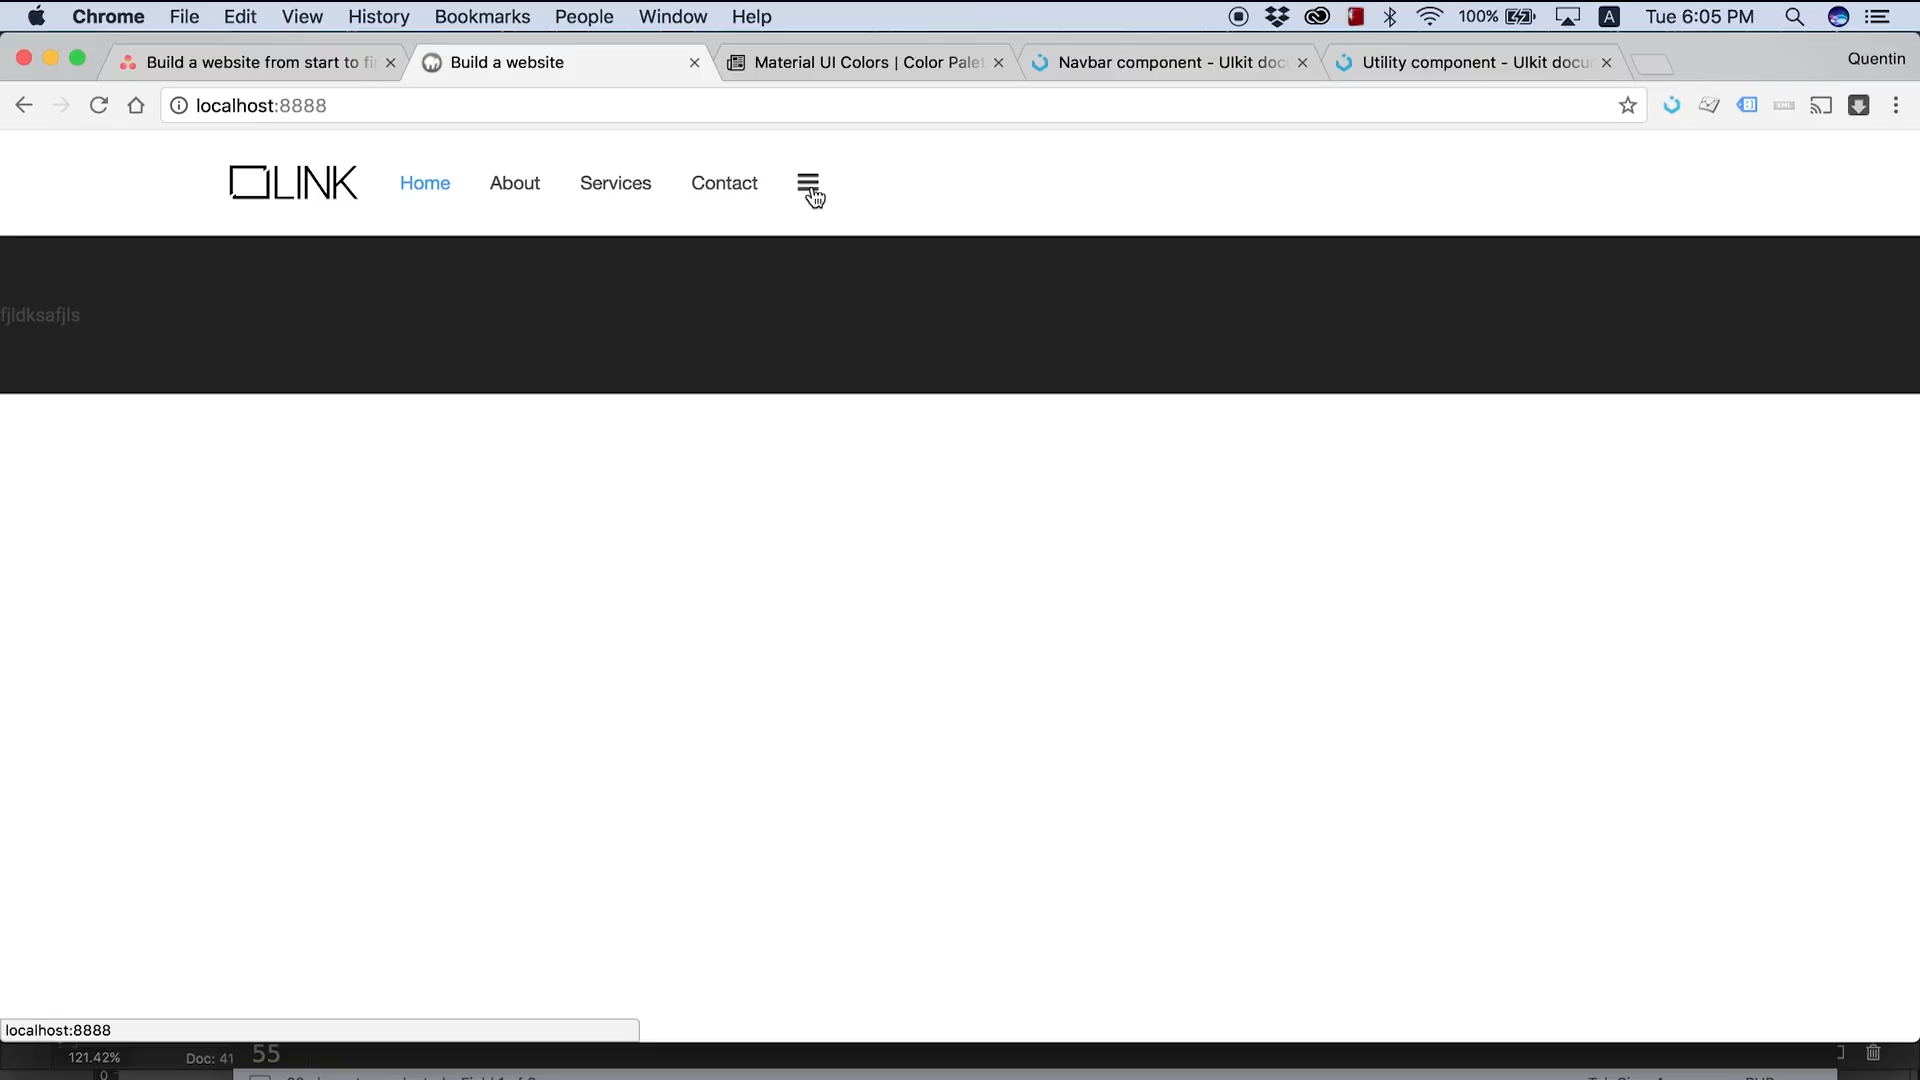 Chrome File Edit View History Bookmarks People Window Help 100% A Tue 6:05 PM
Build a website from start to fi Build a website Material UI Colors | Color Palet Navbar component - UIkit doc Utility component - UIkit docu Quentin
localhost:8888
LINK Home About Services Contact
fjldksafjls
localhost:8888
121.42% Doc: 41 55